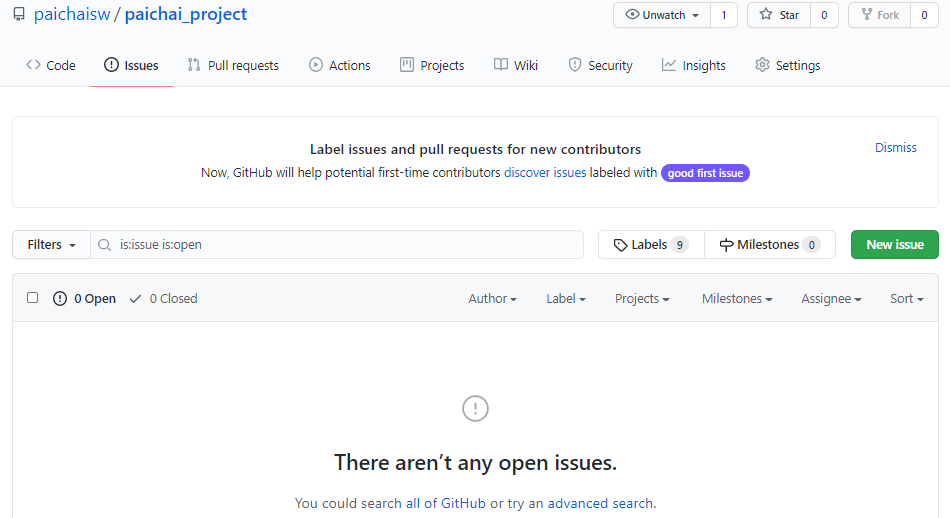 paichaisw / paichai_project
Unwatch 1 Star 0 Fork 0
Code Issues Pull requests Actions Projects Wiki Security Insights Settings
Label issues and pull requests for new contributors
Dismiss
Now, GitHub will help potential first-time contributors discover issues labeled with good first issue
Filters is:issue is:open Labels 9 Milestones 0 New issue
0 Open 0 Closed Author Label Projects Milestones Assignee Sort
There aren’t any open issues.
You could search all of GitHub or try an advanced search.